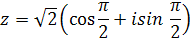 z = √2(cos π/2 + isin π/2)